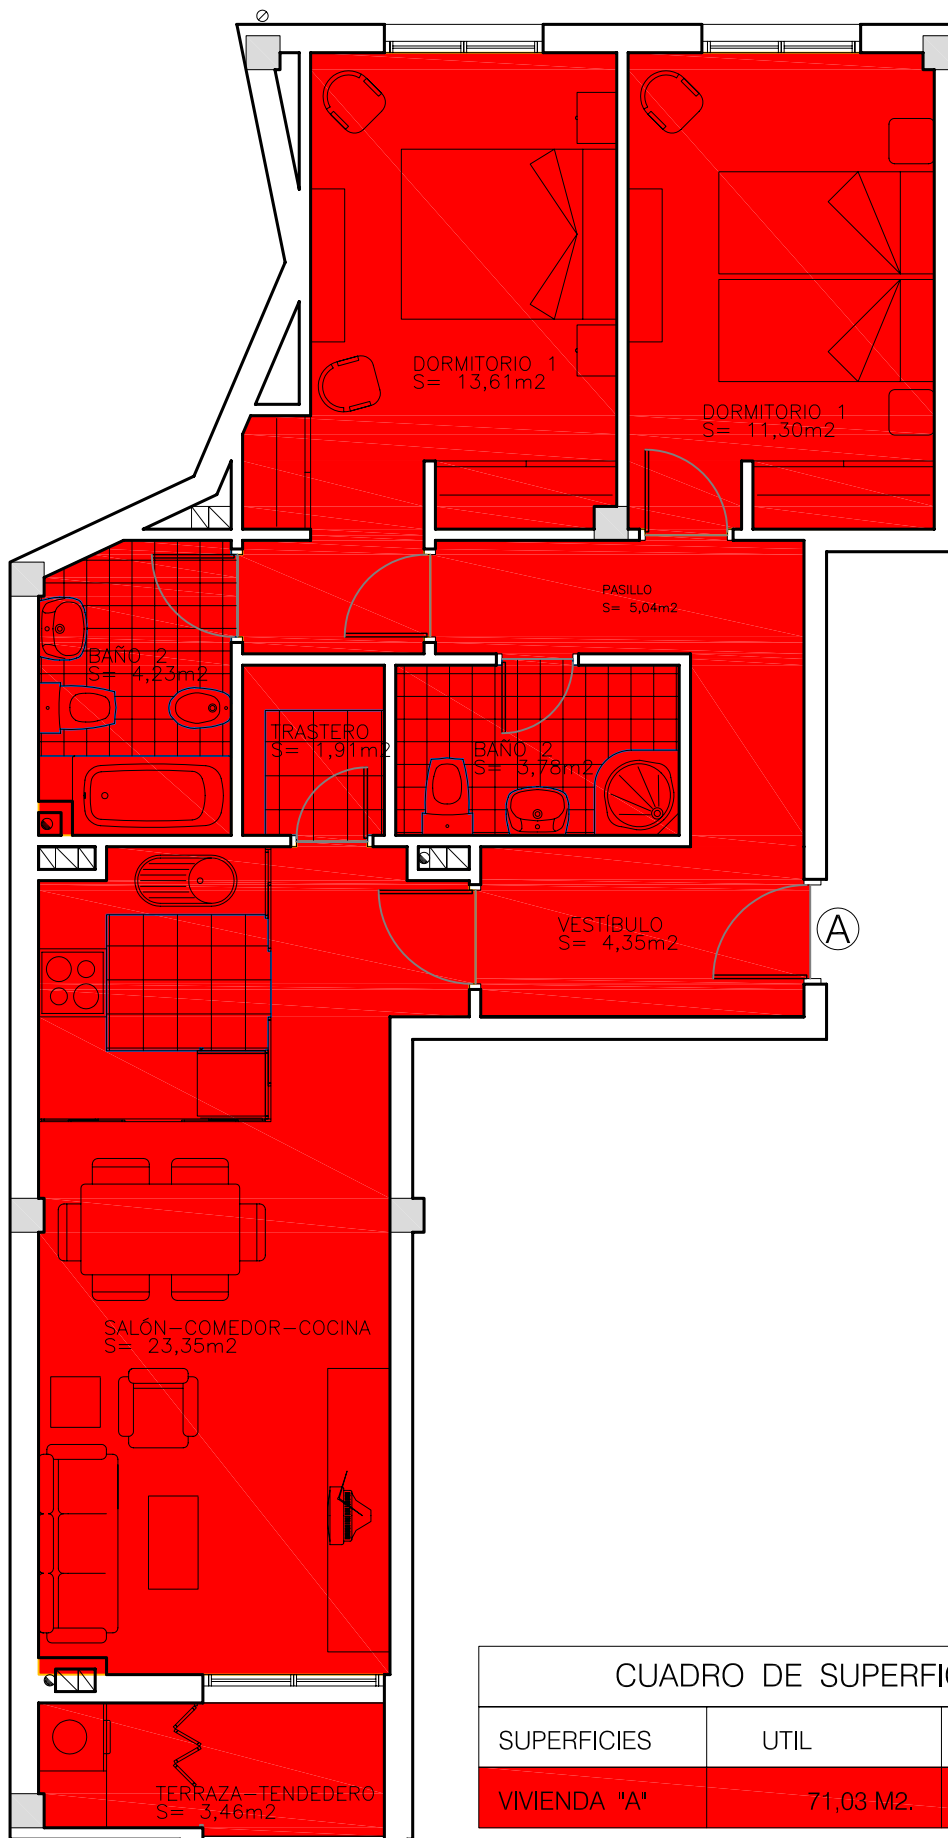 DORMITORIO 1
S= 13,61m2
DORMITORIO 1
S= 11,30m2
PASILLO
S= 5,04m2
BAÑO 2
S= 4,23m2
TRASTERO
S= 1,91m2
BAÑO 2
S= 3,78m2
VESTÍBULO
S= 4,35m2
A
SALÓN-COMEDOR-COCINA
S= 23,35m2
TERRAZA-TENDEDERO
S= 3,46m2
CUADRO DE SUPERFIC
SUPERFICIES UTIL
VIVIENDA "A" 71,03 M2.